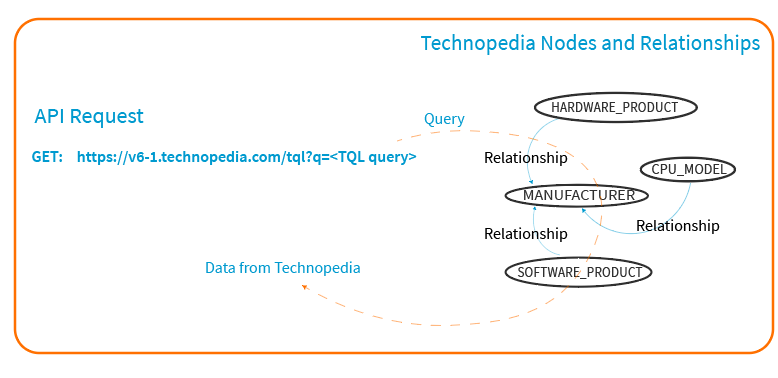 Technopedia Nodes and Relationships
API Request
Query
HARDWARE_PRODUCT
GET: https://v6-1.technopedia.com/tql?q=<TQL query>
Relationship
CPU_MODEL
MANUFACTURER
Relationship
Relationship
Data from Technopedia
SOFTWARE_PRODUCT